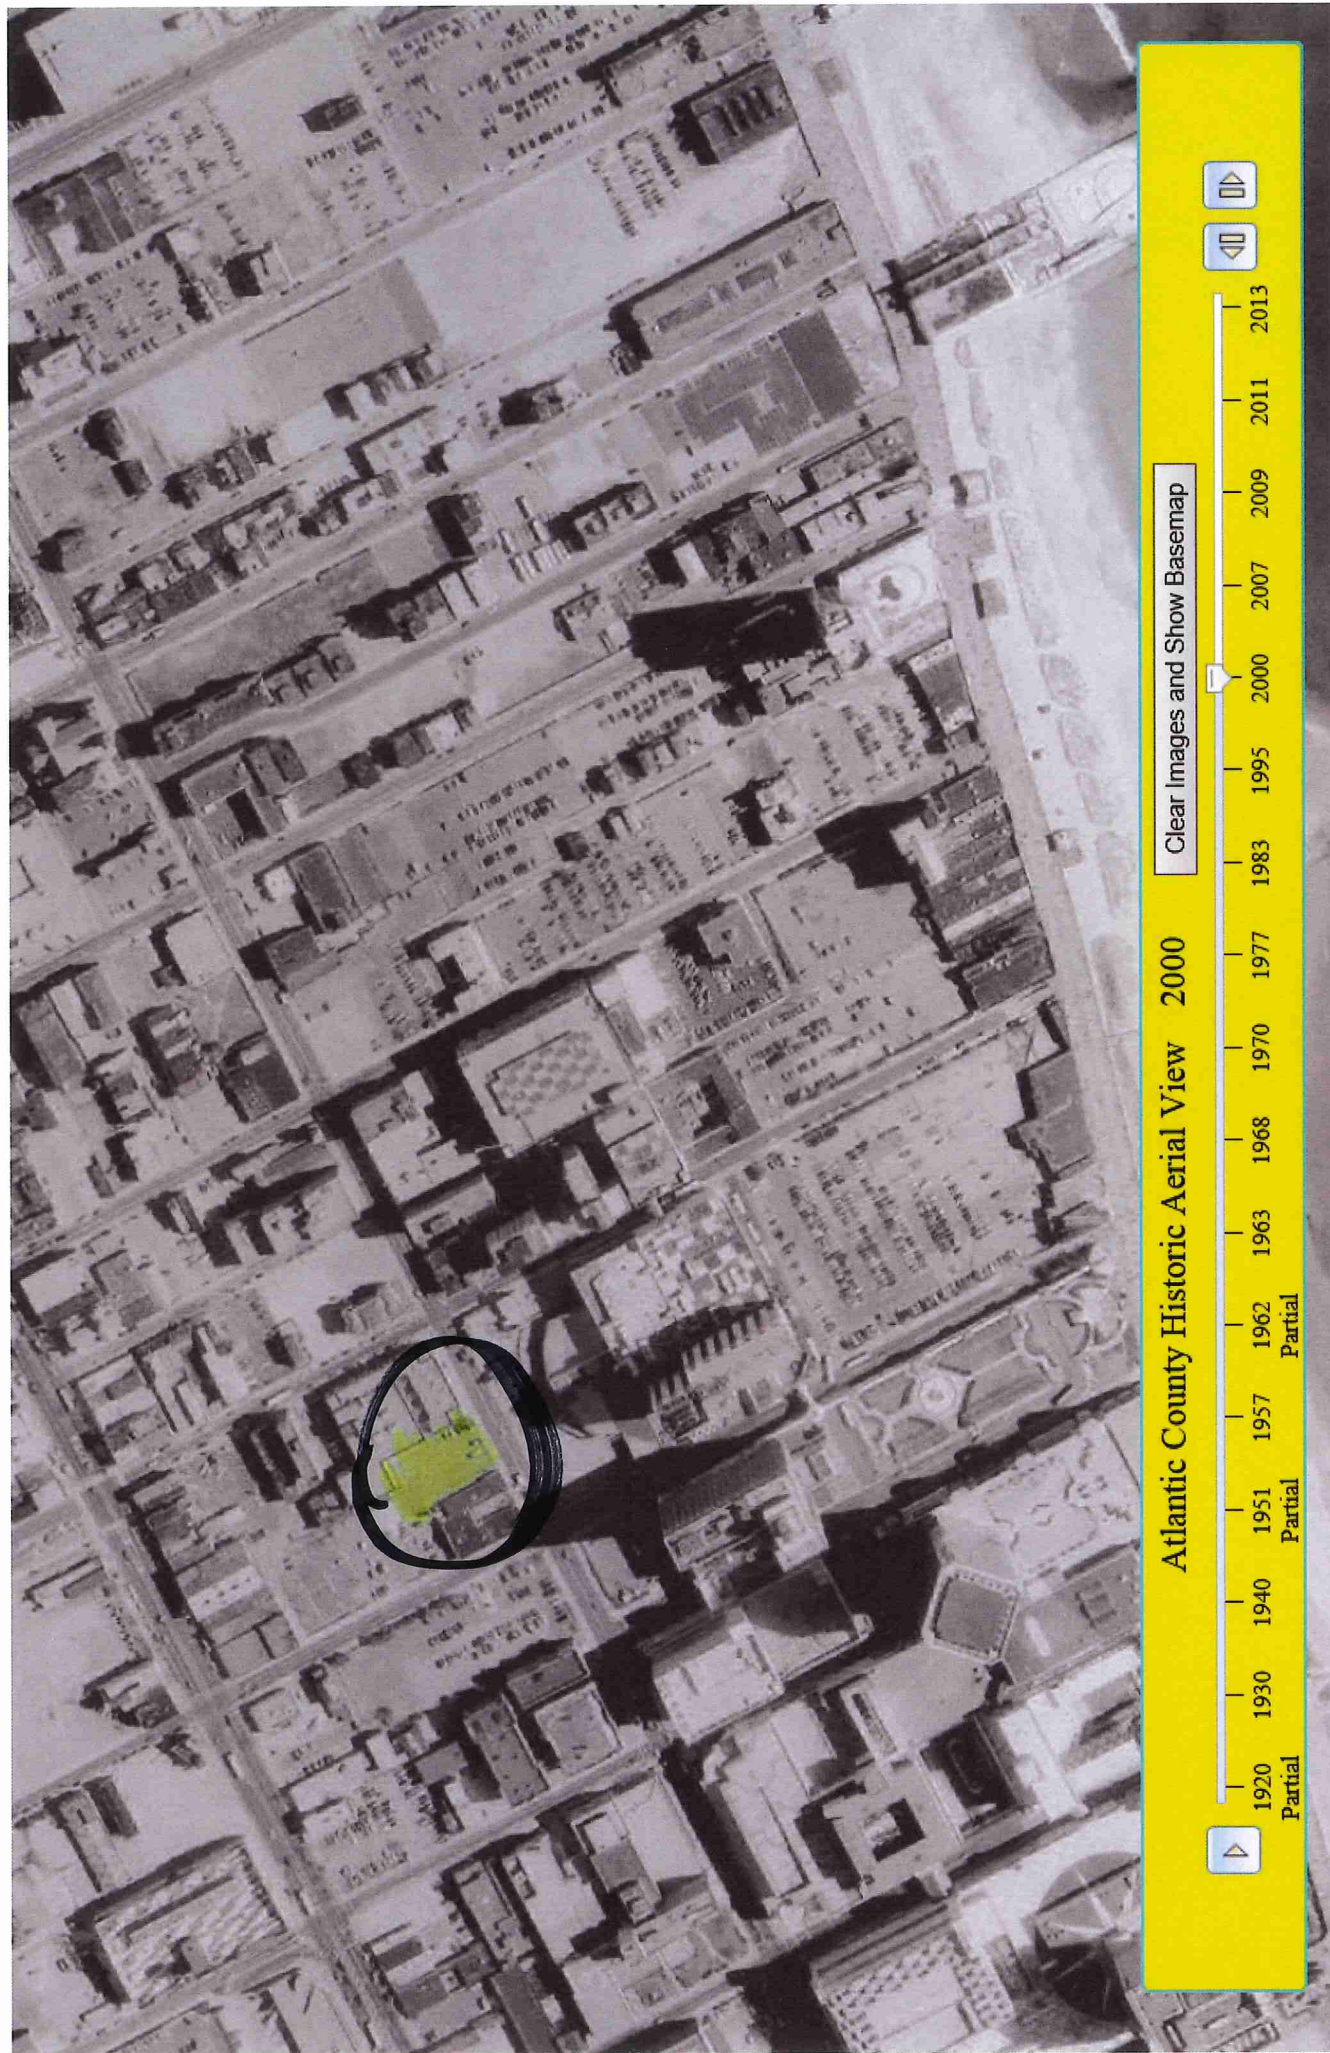 Clear Images and Show Basemap
Atlantic County Historic Aerial View 2000
1920 1930 1940 1951 1957 1962 1963 1968 1970 1977 1983 1995 2000 2007 2009 2011 2013
Partial Partial Partial